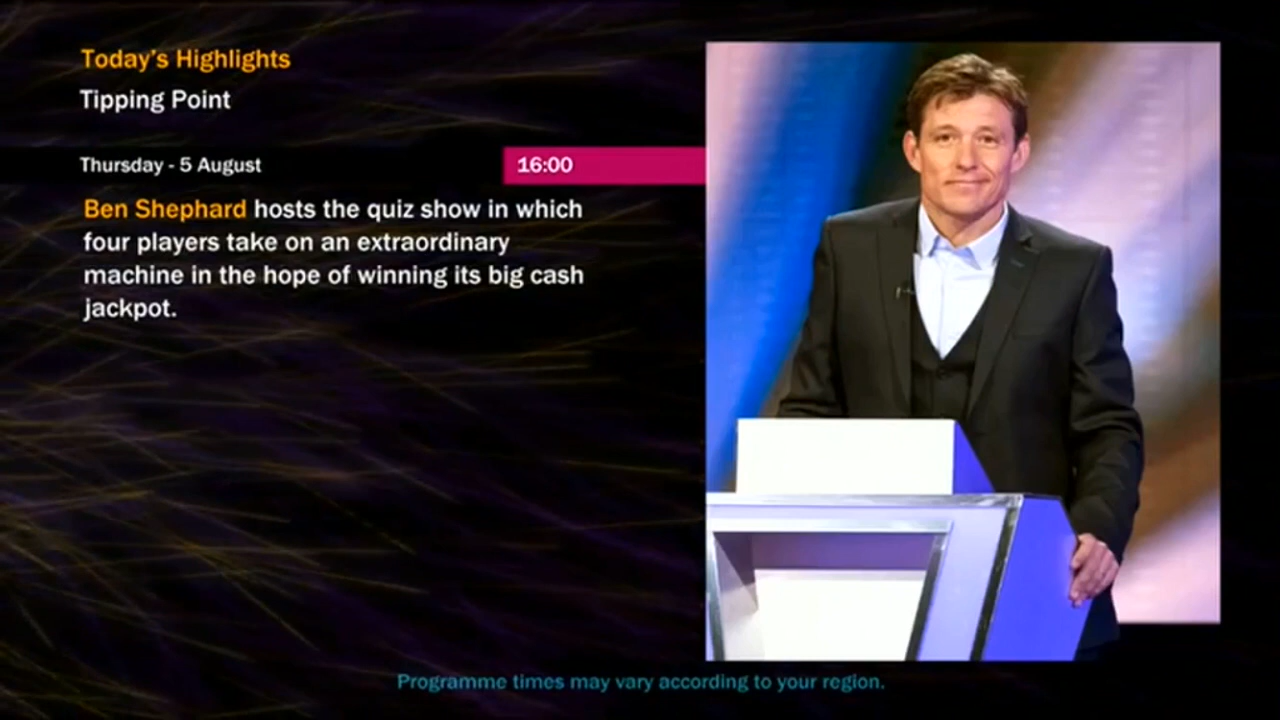 Today's Highlights
Tipping Point
Thursday - 5 August
16:00
Ben Shephard hosts the quiz show in which
four players take on an extraordinary
machine in the hope of winning its big cash
jackpot.
Programme times may vary according to your region.